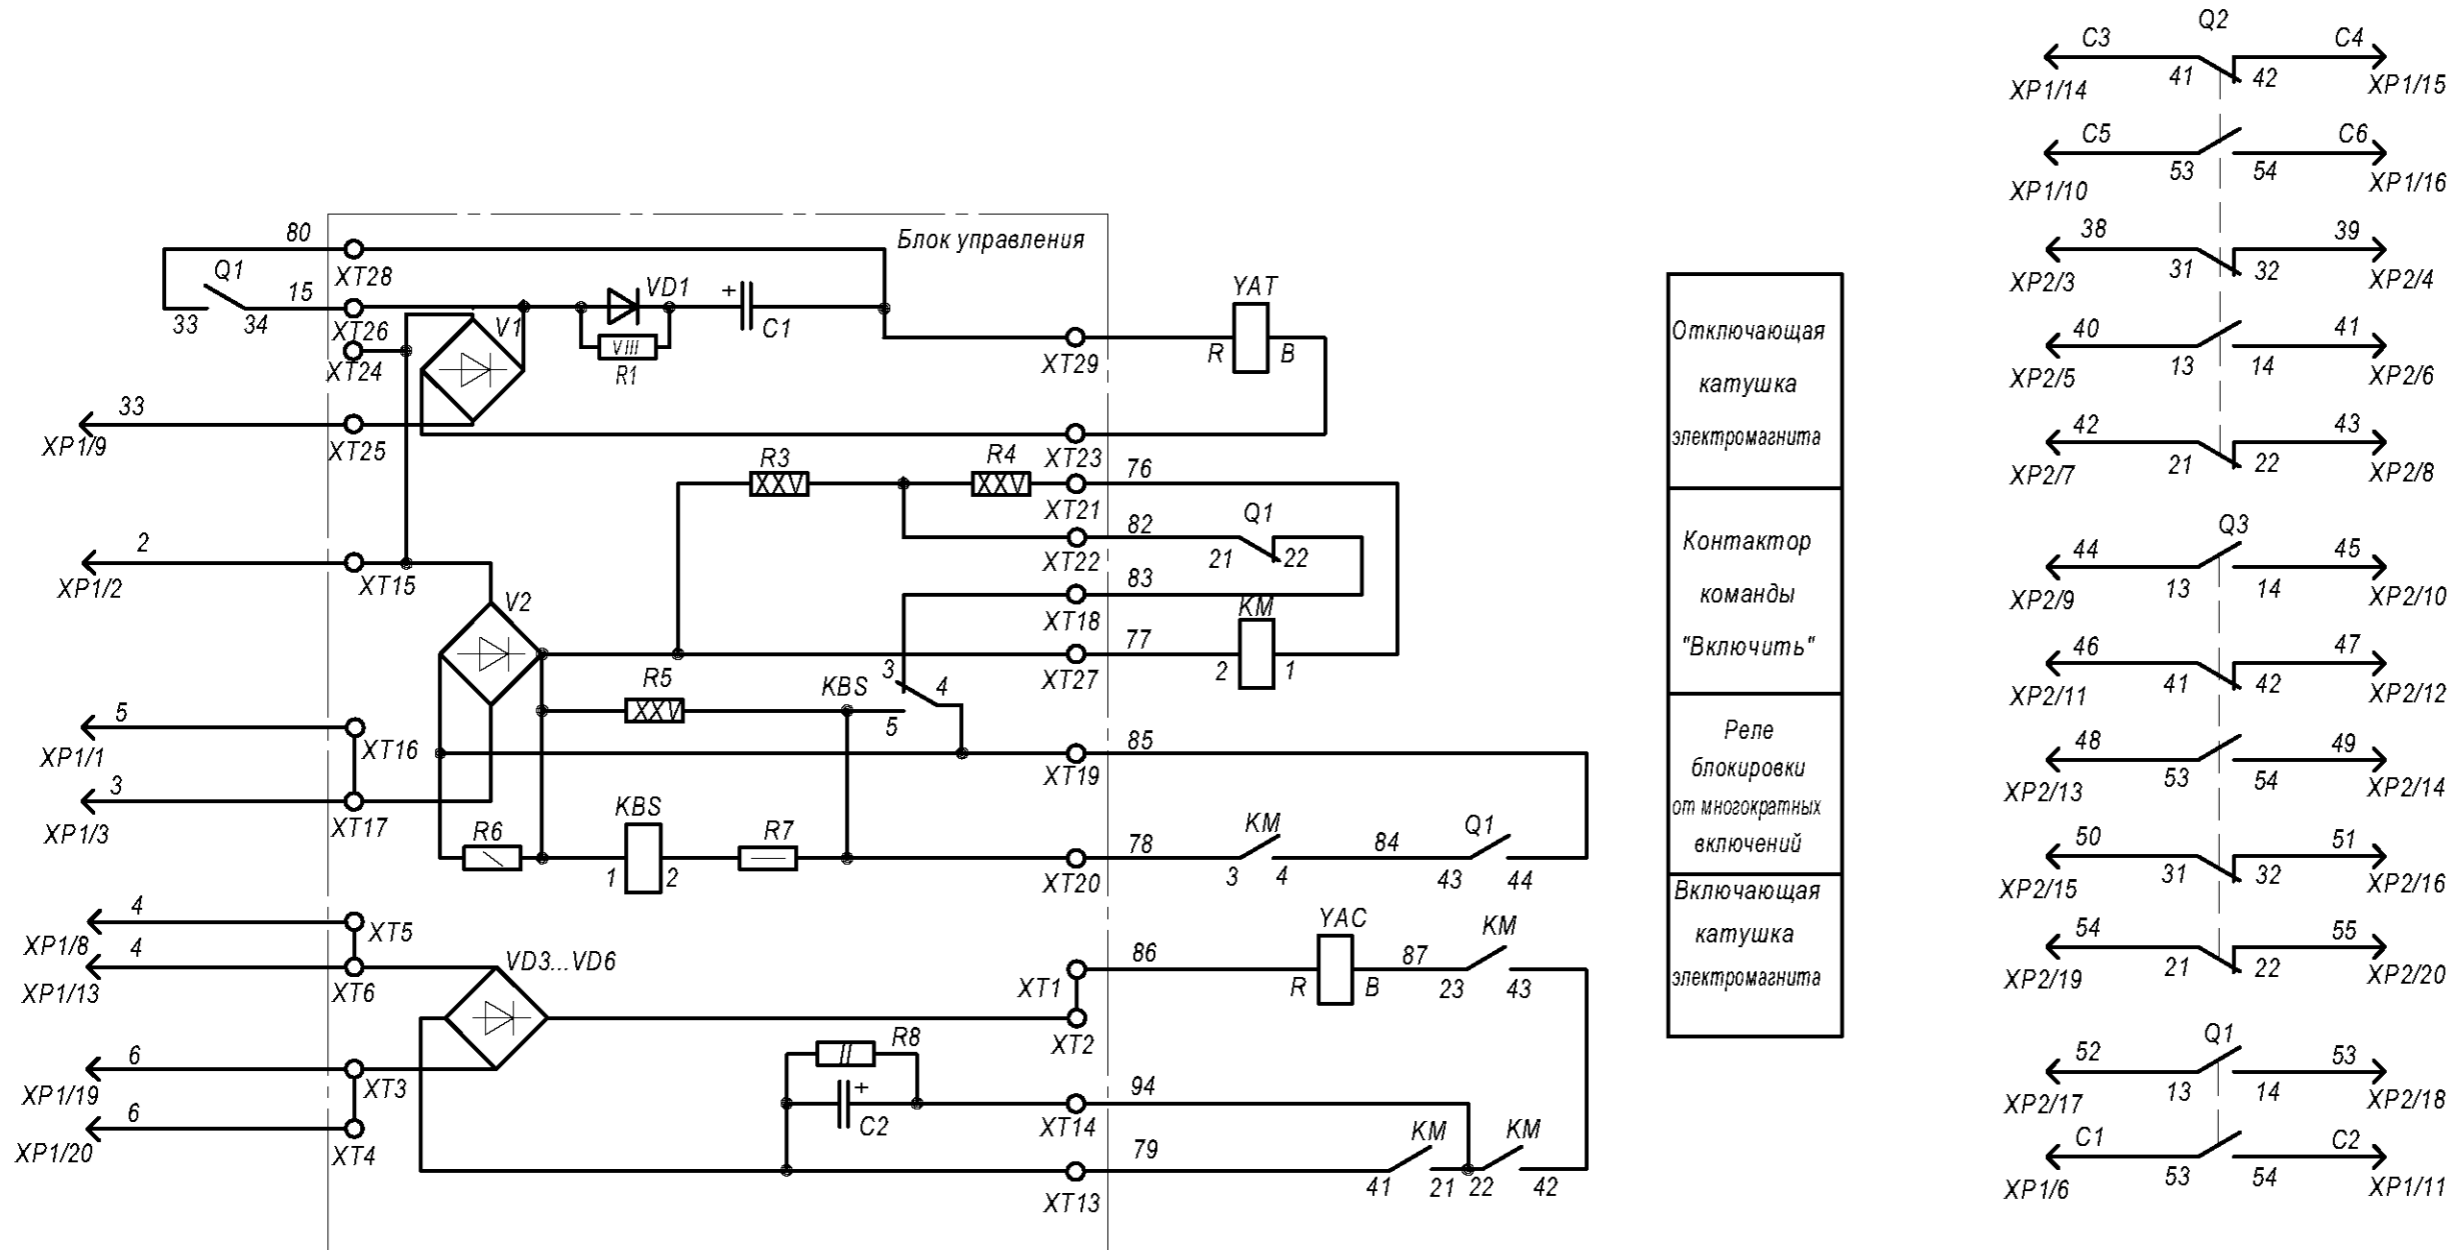 80
XT28
Q1
33
34
15
XT26
XT24
V1
VD1
VIII
R1
+
C1
Блок управления
YAT
R
B
XT29
33
XP1/9
XT25
XT23
R3
XXV
R4
XXV
76
XT21
82
XT22
Q1
21
22
83
XT18
KM
77
XT27
2
1
2
XP1/2
XT15
V2
R5
XXV
KBS
3
4
5
5
XP1/1
XT16
3
XP1/3
XT17
85
XT19
R6
KBS
1
2
R7
78
XT20
KM
3
4
84
Q1
43
44
4
XP1/8
XT5
4
XP1/13
XT6
VD3...VD6
6
XP1/19
XT3
6
XP1/20
XT4
XT1
XT2
86
YAC
R
B
87
KM
23
43
R8
II
+
C2
94
XT14
79
XT13
KM
41
21
KM
22
42
Отключающая
катушка
электромагнита
Контактор
команды
"Включить"
Реле
блокировки
от многократных
включений
Включающая
катушка
электромагнита
Q2
C3
C4
XP1/14
41
42
XP1/15
C5
C6
XP1/10
53
54
XP1/16
38
39
XP2/3
31
32
XP2/4
40
41
XP2/5
13
14
XP2/6
42
43
XP2/7
21
22
XP2/8
Q3
44
45
XP2/9
13
14
XP2/10
46
47
XP2/11
41
42
XP2/12
48
49
XP2/13
53
54
XP2/14
50
51
XP2/15
31
32
XP2/16
54
55
XP2/19
21
22
XP2/20
Q1
52
53
XP2/17
13
14
XP2/18
C1
C2
XP1/6
53
54
XP1/11